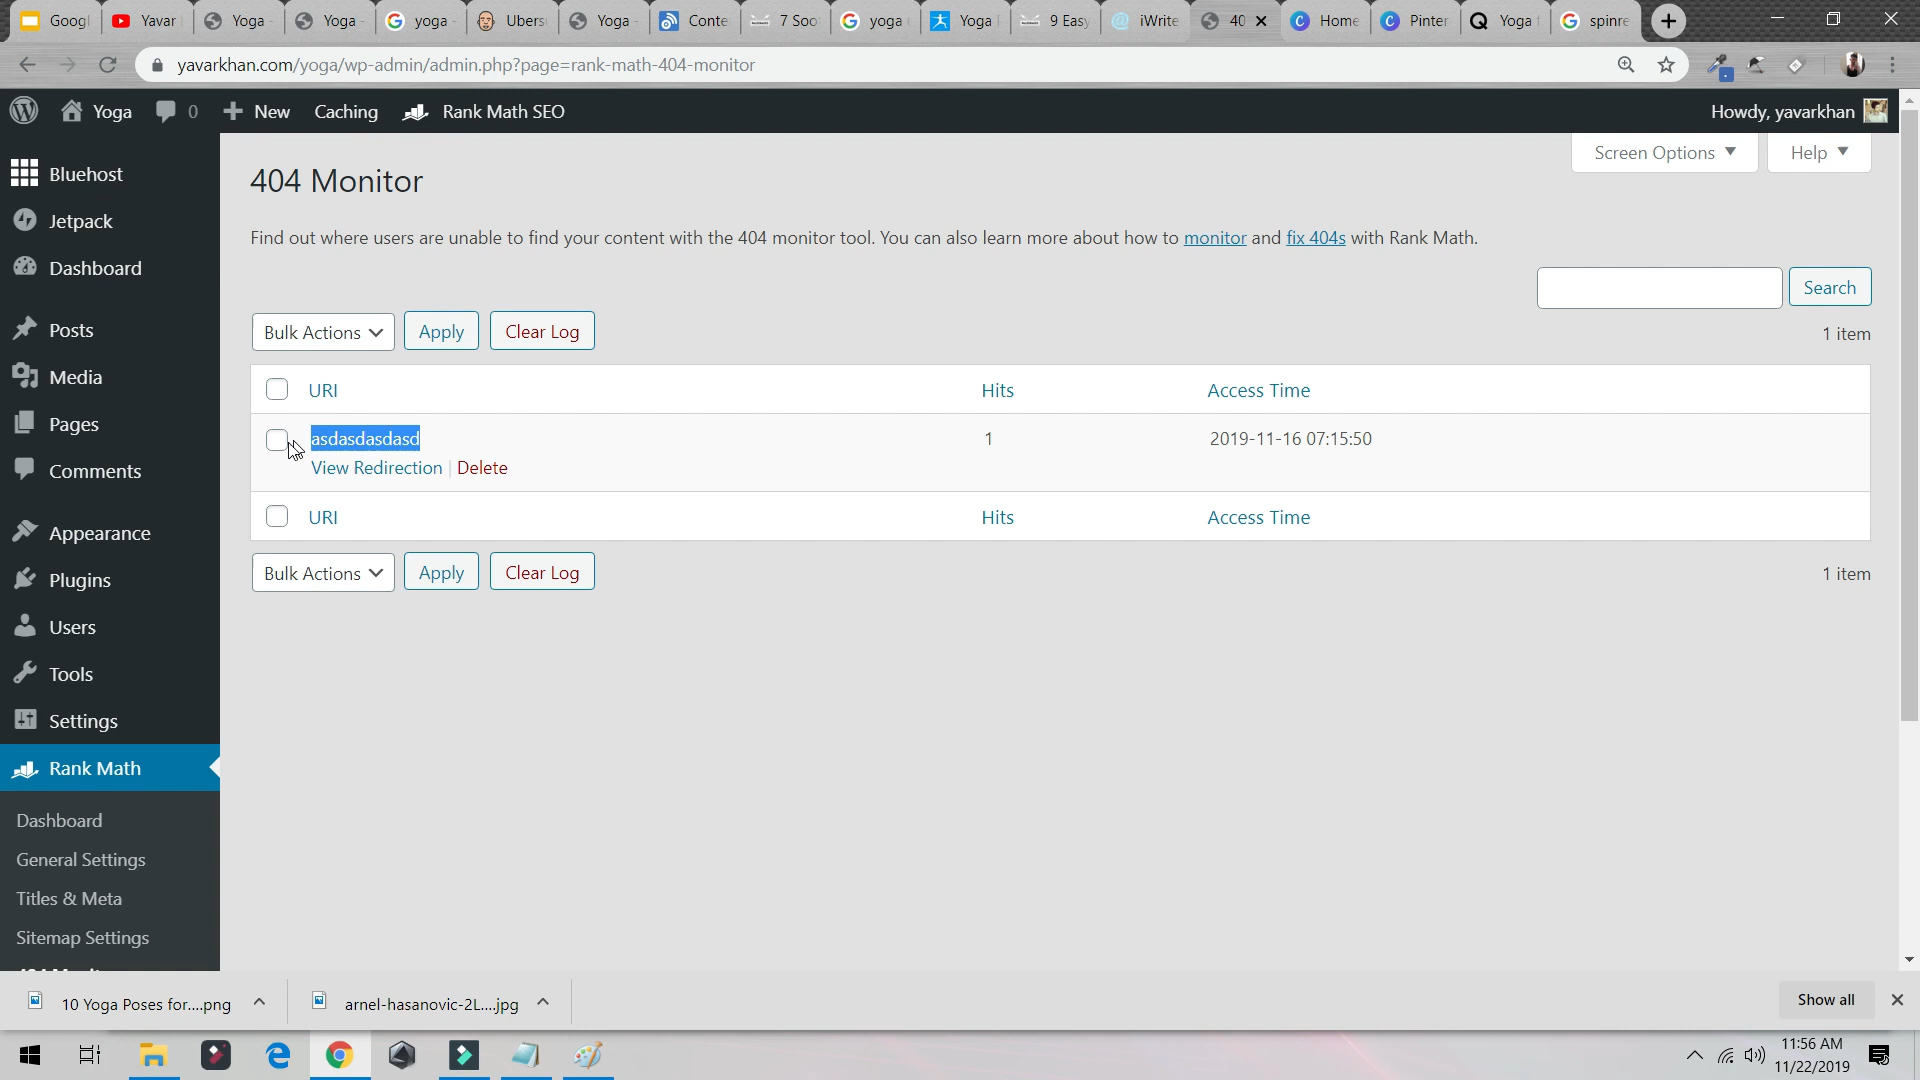 Googl
Yavar
Yoga -
Yoga -
yoga -
Ubers
Yoga -
Conte
7 Soo
yoga
Yoga
9 Easy
iWrite
40
Home
Pinter
Yoga
spinre
yavarkhan.com/yoga/wp-admin/admin.php?page=rank-math-404-monitor
Yoga
0
New
Caching
Rank Math SEO
Howdy, yavarkhan
Bluehost
Jetpack
Dashboard
Posts
Media
Pages
Comments
Appearance
Plugins
Users
Tools
Settings
Rank Math
Dashboard
General Settings
Titles & Meta
Sitemap Settings
Screen Options
Help
404 Monitor
Find out where users are unable to find your content with the 404 monitor tool. You can also learn more about how to monitor and fix 404s with Rank Math.
Search
Bulk Actions
Apply
Clear Log
1 item
URI
Hits
Access Time
asdasdasdasd
1
2019-11-16 07:15:50
View Redirection | Delete
URI
Hits
Access Time
Bulk Actions
Apply
Clear Log
1 item
10 Yoga Poses for....png
arnel-hasanovic-2L....jpg
Show all
11:56 AM
11/22/2019